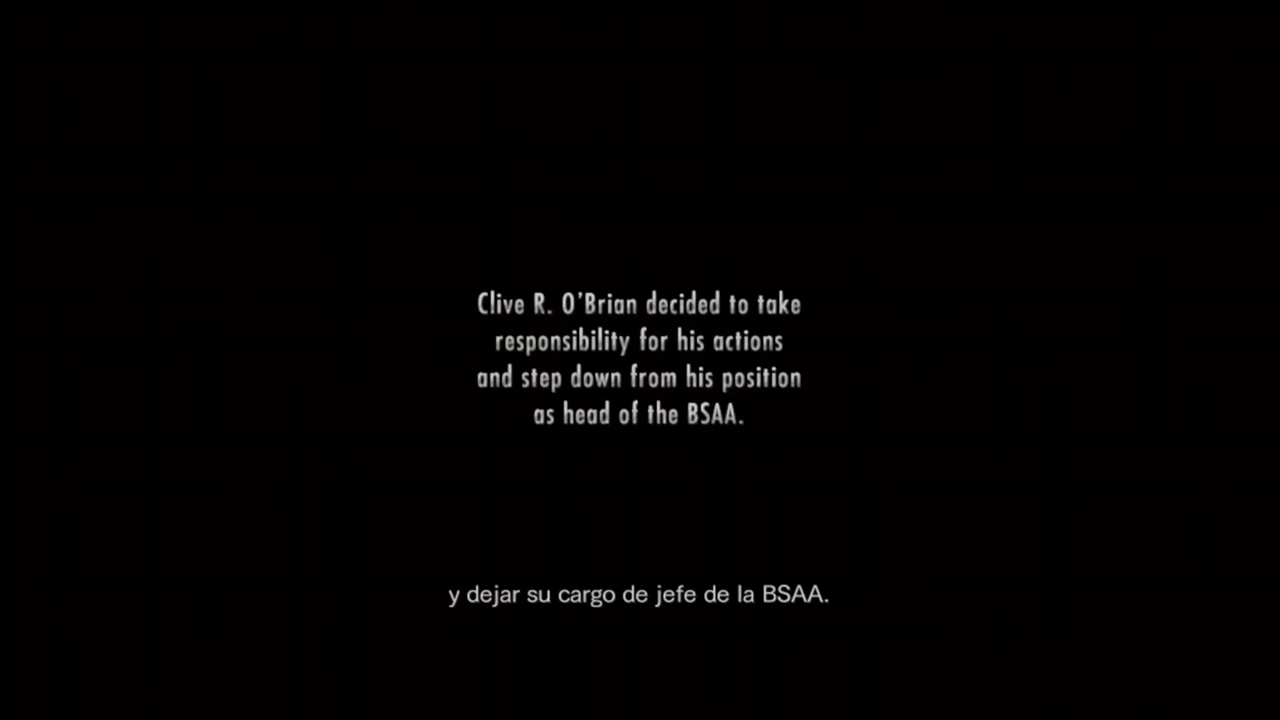 Clive R. O'Brian decided to take
responsibility for his actions
and step down from his position
as head of the BSAA.
y dejar su cargo de jefe de la BSAA.